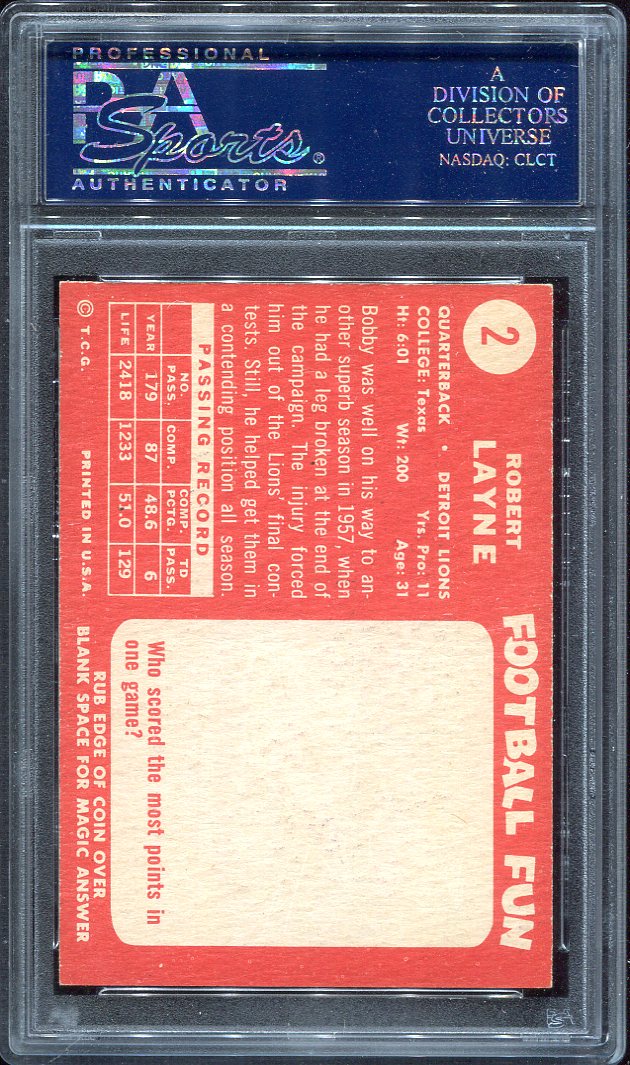 PROFESSIONAL
PSA
Sports®
AUTHENTICATOR
A
DIVISION OF
COLLECTORS
UNIVERSE
NASDAQ: CLCT
2
ROBERT
LAYNE
QUARTERBACK • DETROIT LIONS
COLLEGE: Texas Yrs. Pro: 11
Ht: 6:01 Wt: 200 Age: 31
Bobby was well on his way to an-
other superb season in 1957, when
he had a leg broken at the end of
the campaign. The injury forced
him out of the Lions' final con-
tests. Still, he helped get them in
a contending position all season.
PASSING RECORD
YEAR NO. PASS. COMP. COMP. PCTG. TD PASS.
YEAR 179 87 48.6 6
LIFE 2418 1233 51.0 129
© T.C.G. PRINTED IN U.S.A.
FOOTBALL FUN
Who scored the most points in
one game?
RUB EDGE OF COIN OVER
BLANK SPACE FOR MAGIC ANSWER
PSA